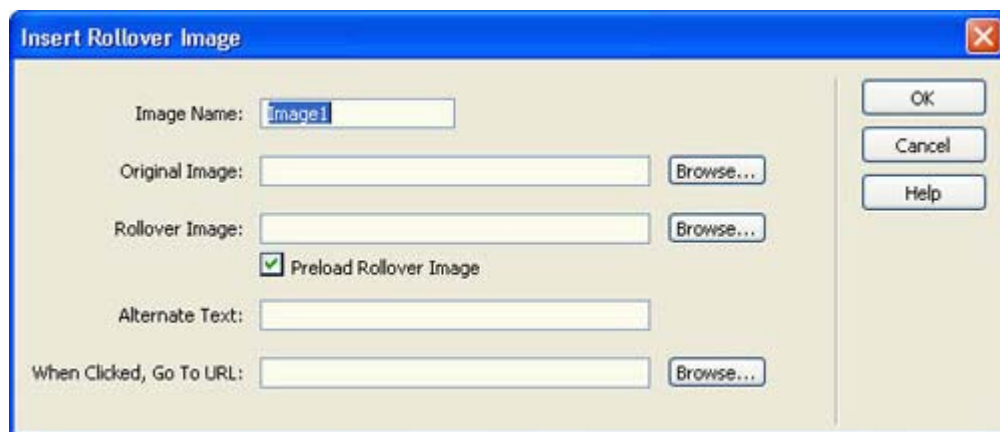 Insert Rollover Image
Image Name: Image1
OK
Cancel
Original Image: Browse...
Help
Rollover Image: Browse...
Preload Rollover Image
Alternate Text:
When Clicked, Go To URL: Browse...